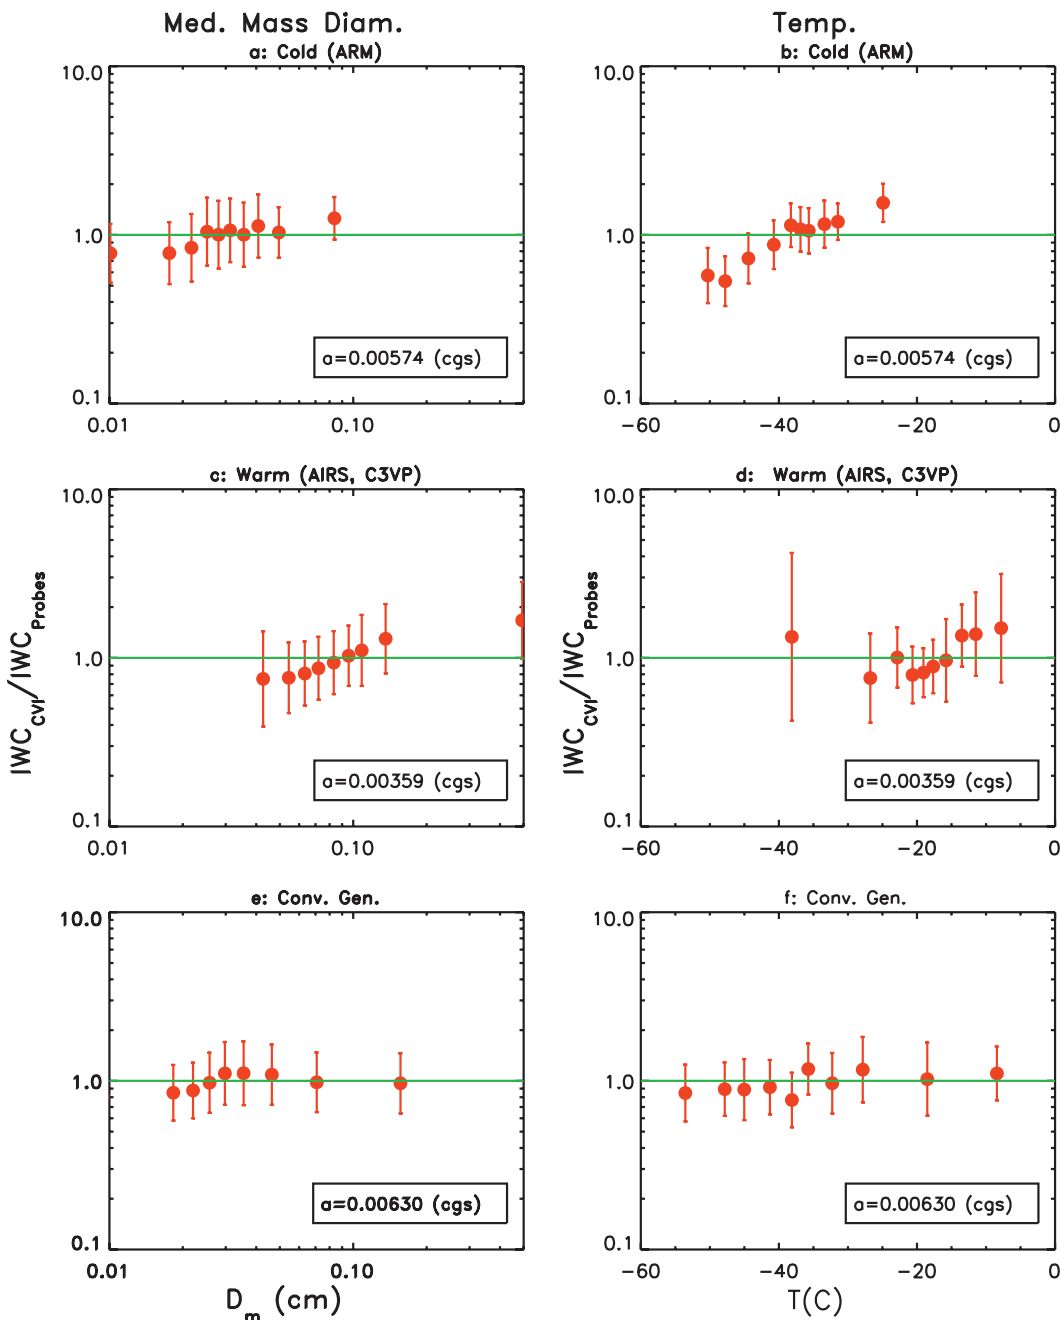 Med. Mass Diam.
Temp.
a: Cold (ARM)
b: Cold (ARM)
10.0
1.0
0.1
a=0.00574 (cgs)
0.01
0.10
10.0
1.0
0.1
a=0.00574 (cgs)
−60
−40
−20
0
c: Warm (AIRS, C3VP)
d: Warm (AIRS, C3VP)
IWC_CVI/IWC_Probes
10.0
1.0
0.1
a=0.00359 (cgs)
0.01
0.10
IWC_CVI/IWC_Probes
10.0
1.0
0.1
a=0.00359 (cgs)
−60
−40
−20
0
e: Conv. Gen.
f: Conv. Gen.
10.0
1.0
0.1
a=0.00630 (cgs)
0.01
0.10
D_m (cm)
10.0
1.0
0.1
a=0.00630 (cgs)
−60
−40
−20
0
T(C)